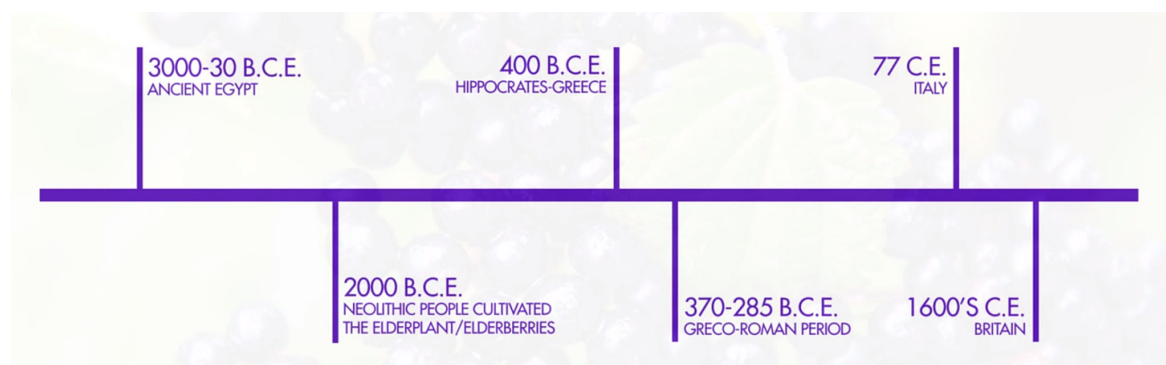 3000-30 B.C.E.
ANCIENT EGYPT
2000 B.C.E.
NEOLITHIC PEOPLE CULTIVATED
THE ELDERPLANT/ELDERBERRIES
400 B.C.E.
HIPPOCRATES-GREECE
370-285 B.C.E.
GRECO-ROMAN PERIOD
77 C.E.
ITALY
1600'S C.E.
BRITAIN